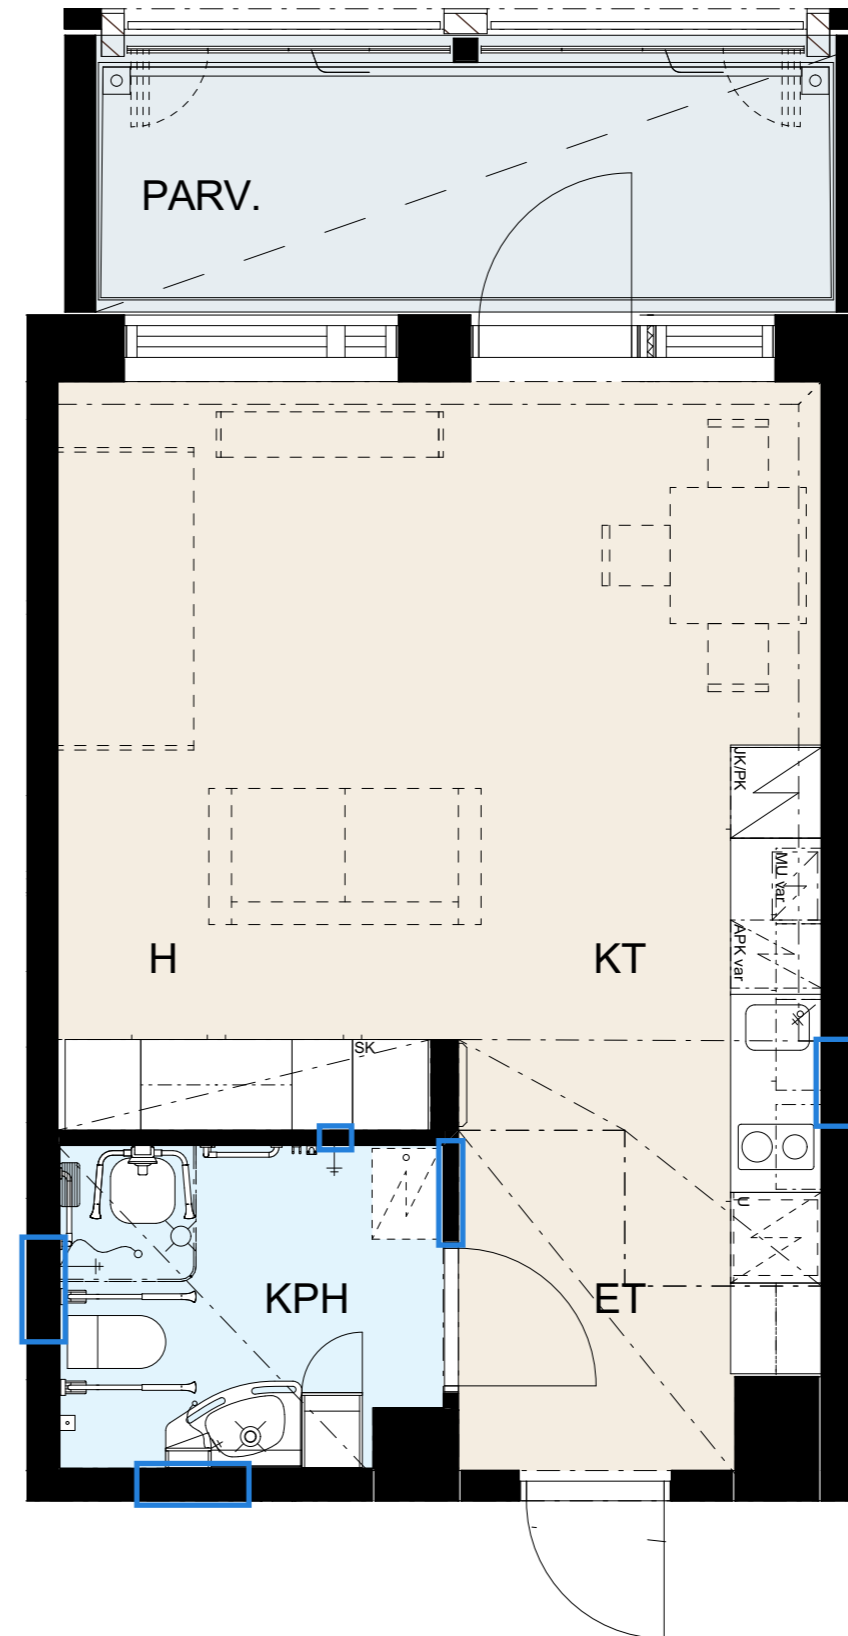 PARV.
JK/PK
MU var.
APK var
H
KT
SK
U
KPH
ET